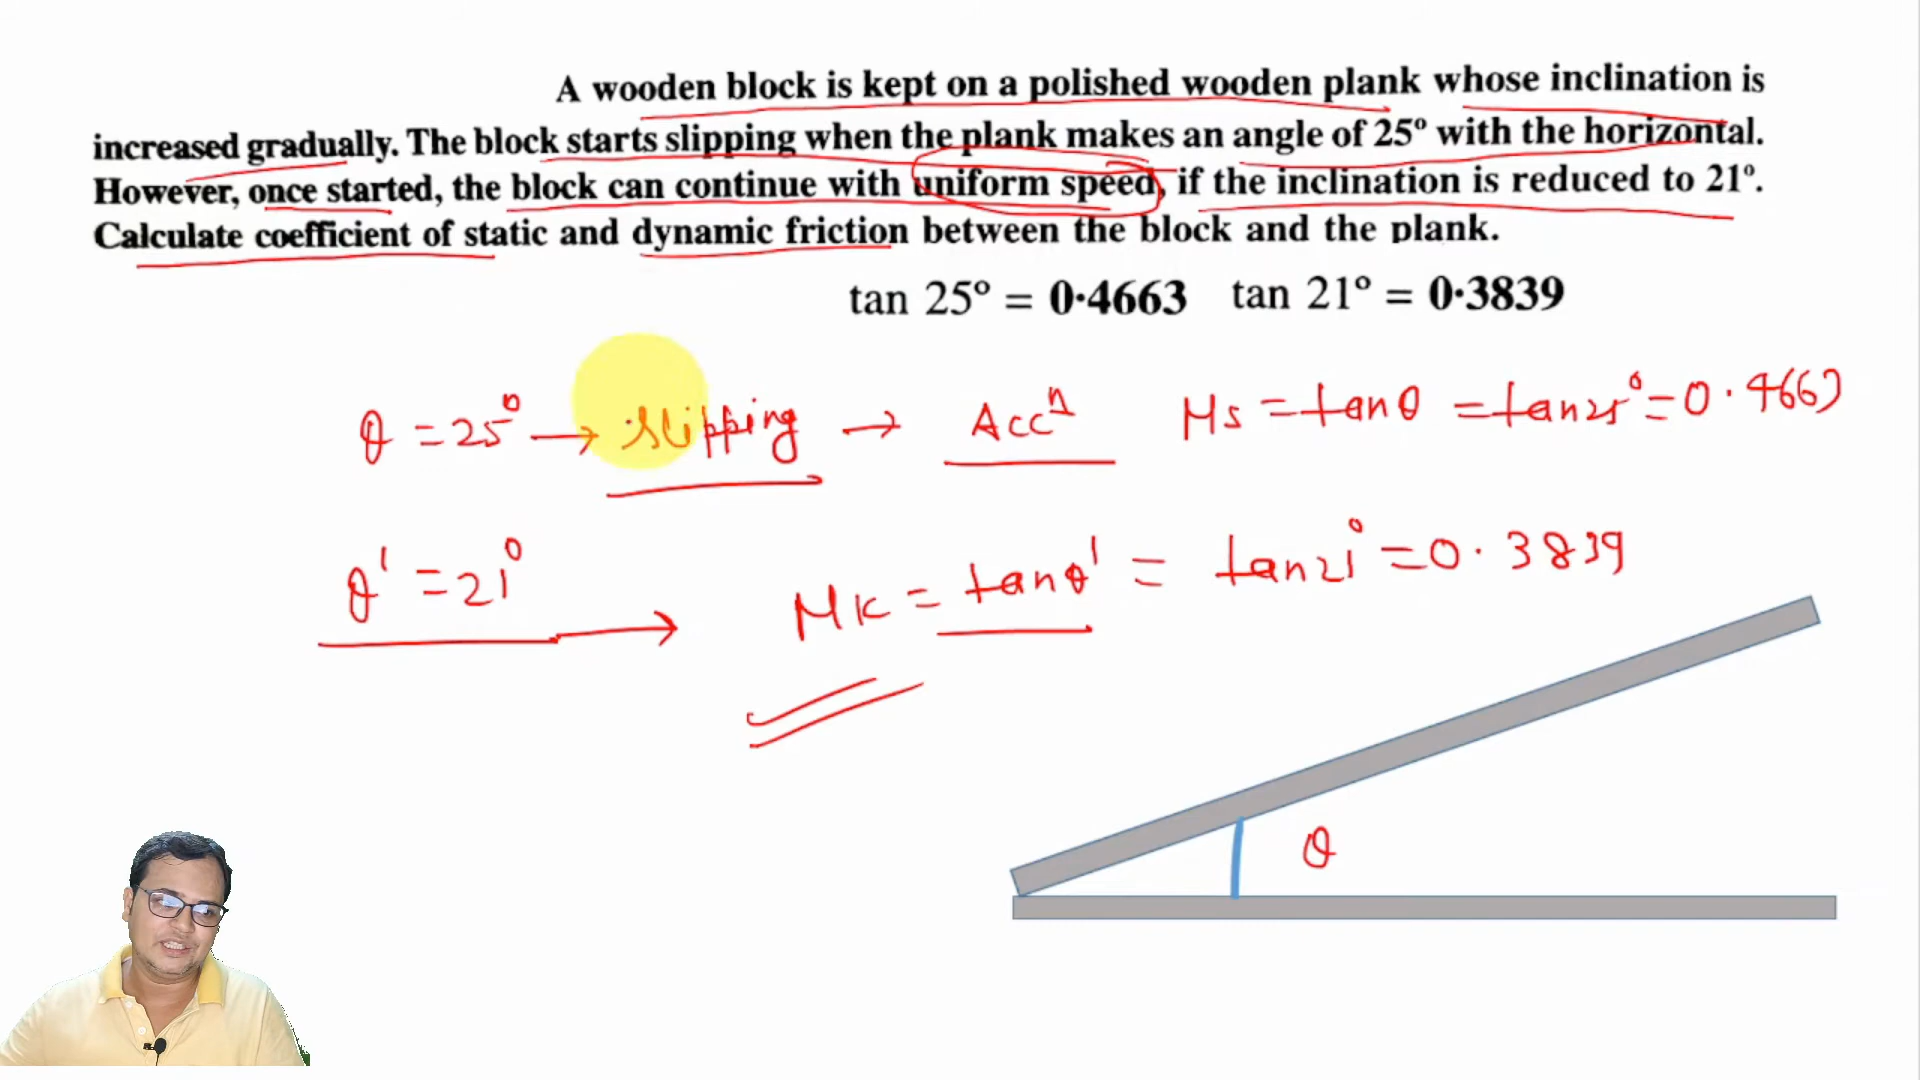 A wooden block is kept on a polished wooden plank whose inclination is
increased gradually. The block starts slipping when the plank makes an angle of 25° with the horizontal.
However, once started, the block can continue with uniform speed, if the inclination is reduced to 21°.
Calculate coefficient of static and dynamic friction between the block and the plank.
tan 25° = 0·4663 tan 21° = 0·3839
θ = 25° → slipping → Accⁿ μs = tanθ = tan25° = 0.4663
θ' = 21° → μk = tanθ' = tan21° = 0.3839
θ